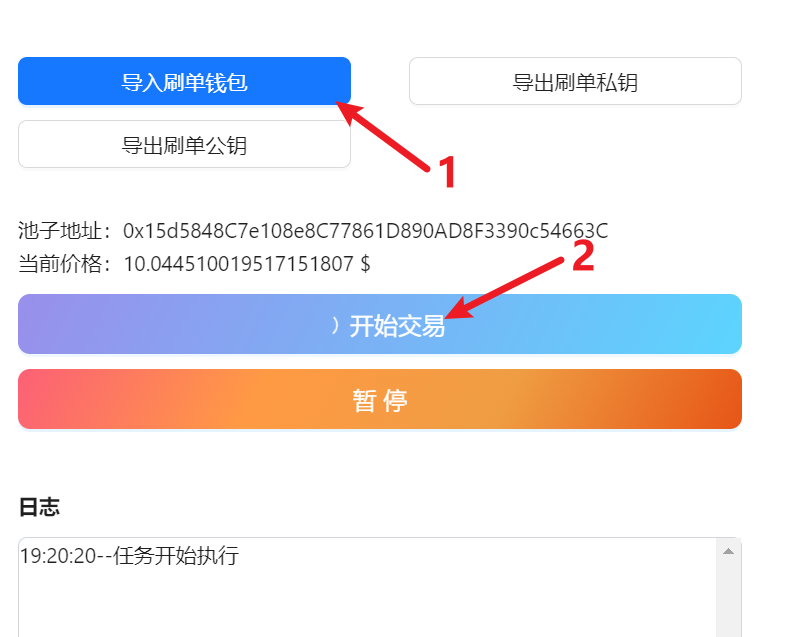 导入刷单钱包
导出刷单私钥
导出刷单公钥
1
池子地址：0x15d5848C7e108e8C77861D890AD8F3390c54663C
2
当前价格：10.044510019517151807 $
开始交易
暂 停
日志
19:20:20--任务开始执行